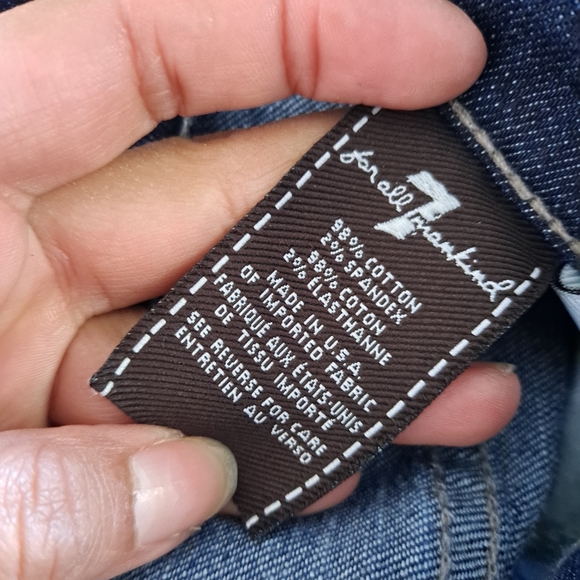 for all 7 mankind
98% COTTON
2% SPANDEX
98% COTON
2% ÉLASTHANNE
MADE IN U.S.A
OF IMPORTED FABRIC
FABRIQUÉ AUX ÉTATS-UNIS
DE TISSU IMPORTÉ
SEE REVERSE FOR CARE
ENTRETIEN AU VERSO